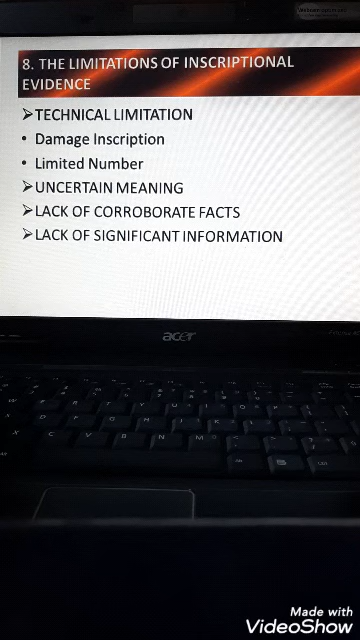 8. THE LIMITATIONS OF INSCRIPTIONAL
EVIDENCE
➢TECHNICAL LIMITATION
• Damage Inscription
• Limited Number
➢UNCERTAIN MEANING
➢LACK OF CORROBORATE FACTS
➢LACK OF SIGNIFICANT INFORMATION
acer
W E R T Y U I O P
D F G H J K L
X C V B N M
Made with
VideoShow